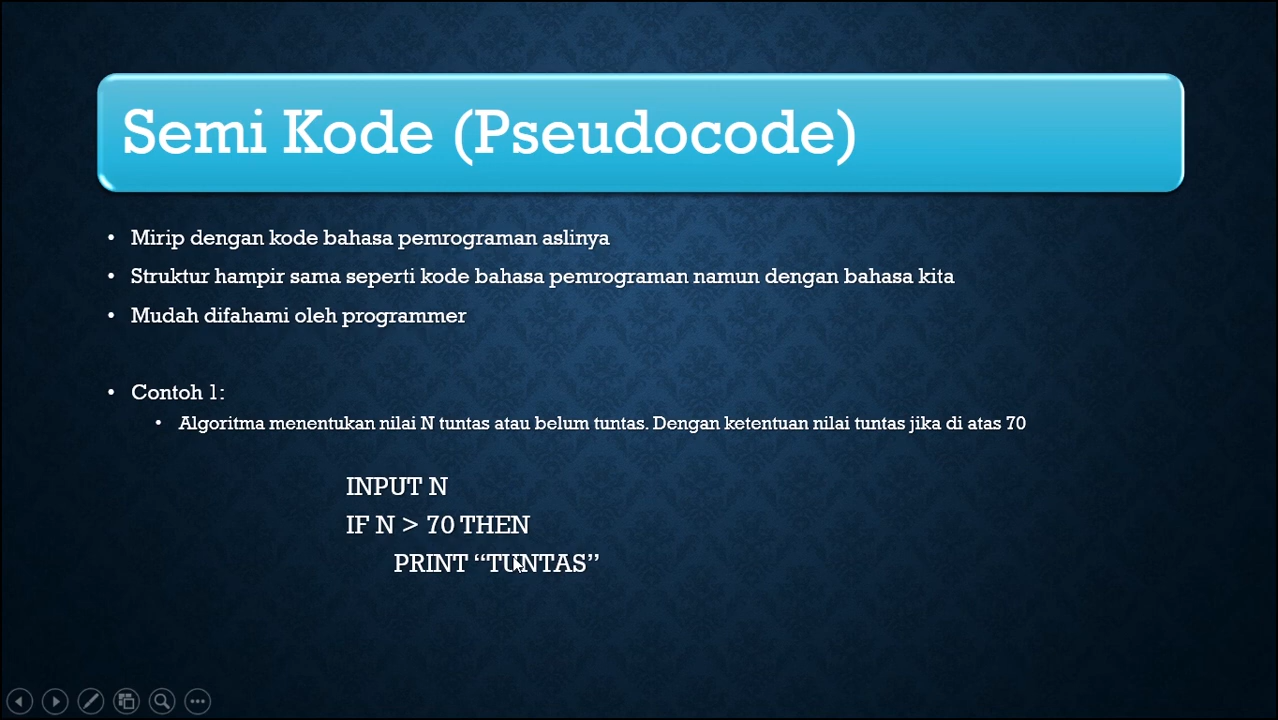 Semi Kode (Pseudocode)
• Mirip dengan kode bahasa pemrograman aslinya
• Struktur hampir sama seperti kode bahasa pemrograman namun dengan bahasa kita
• Mudah difahami oleh programmer
• Contoh 1:
• Algoritma menentukan nilai N tuntas atau belum tuntas. Dengan ketentuan nilai tuntas jika di atas 70
INPUT N
IF N > 70 THEN
PRINT “TUNTAS”